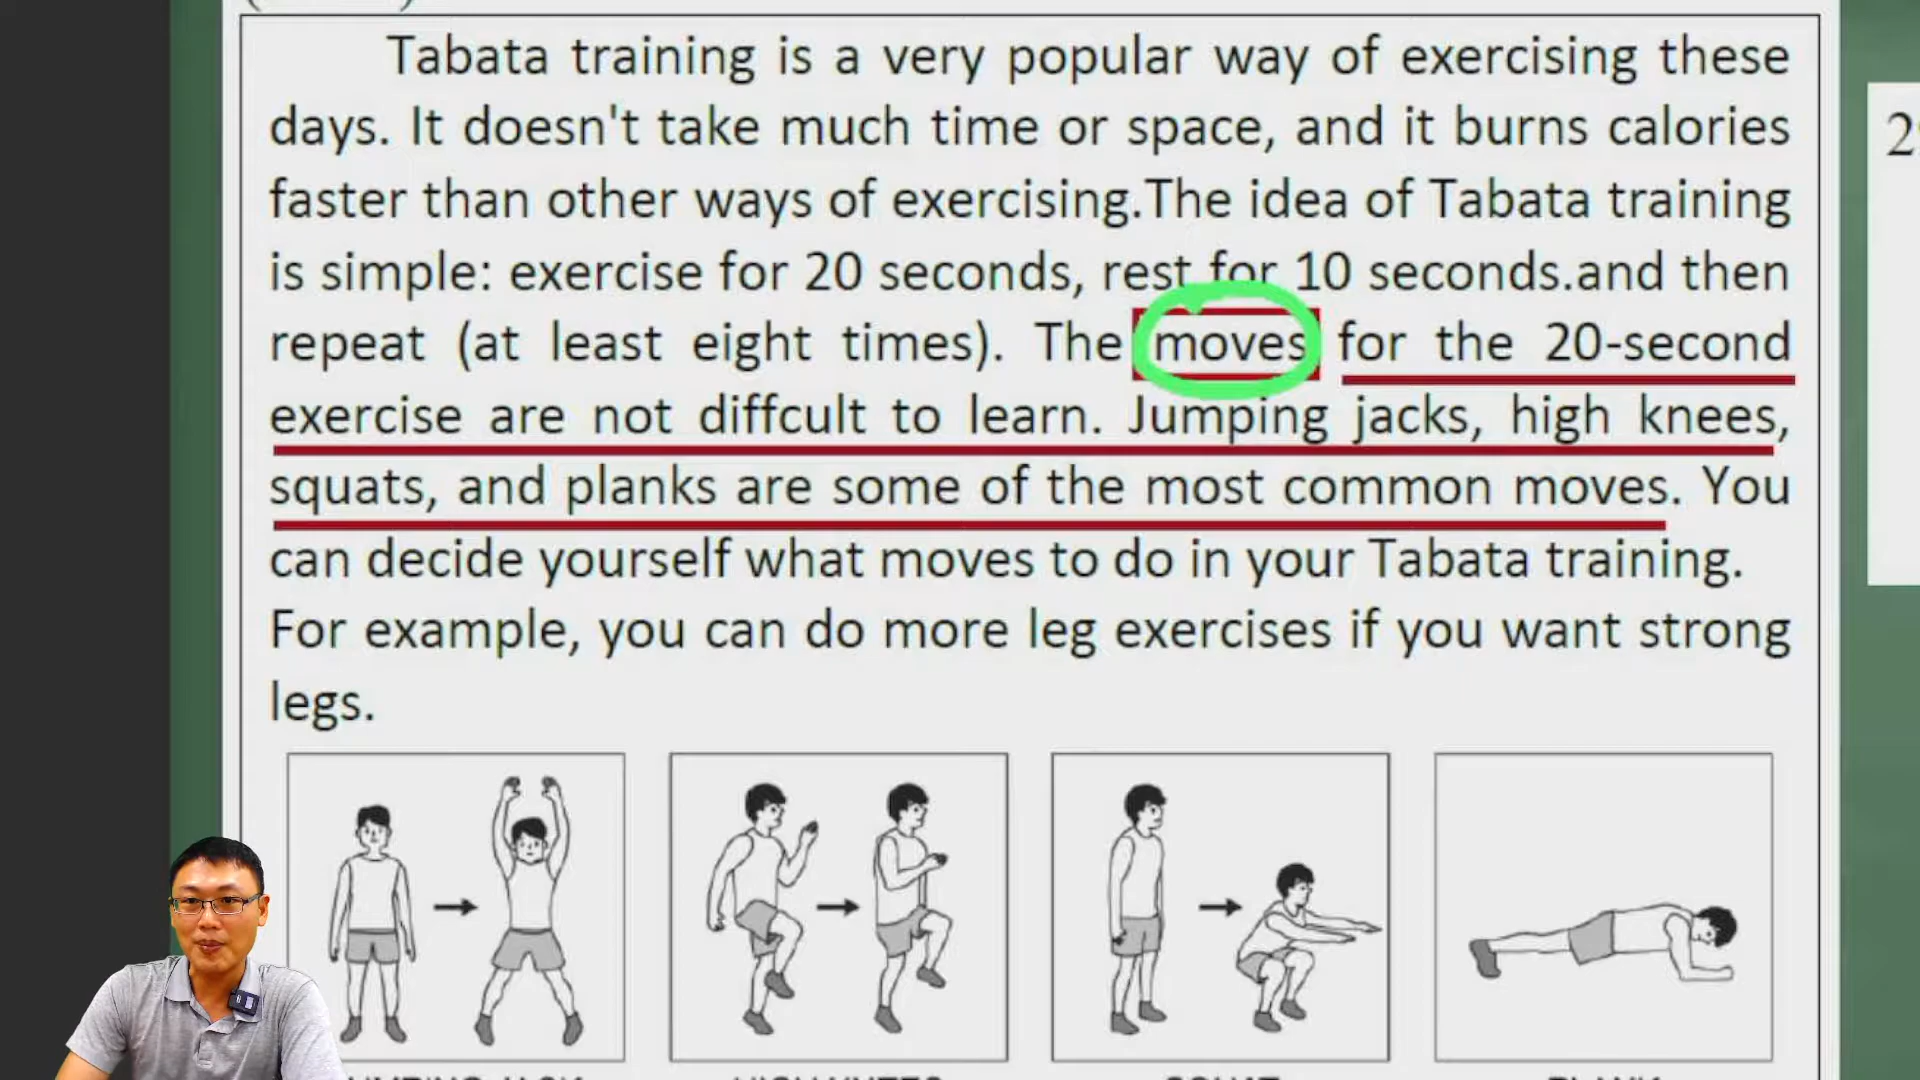 Tabata training is a very popular way of exercising these
days. It doesn't take much time or space, and it burns calories
faster than other ways of exercising.The idea of Tabata training
is simple: exercise for 20 seconds, rest for 10 seconds.and then
repeat (at least eight times). The moves for the 20-second
exercise are not diffcult to learn. Jumping jacks, high knees,
squats, and planks are some of the most common moves. You
can decide yourself what moves to do in your Tabata training.
For example, you can do more leg exercises if you want strong
legs.